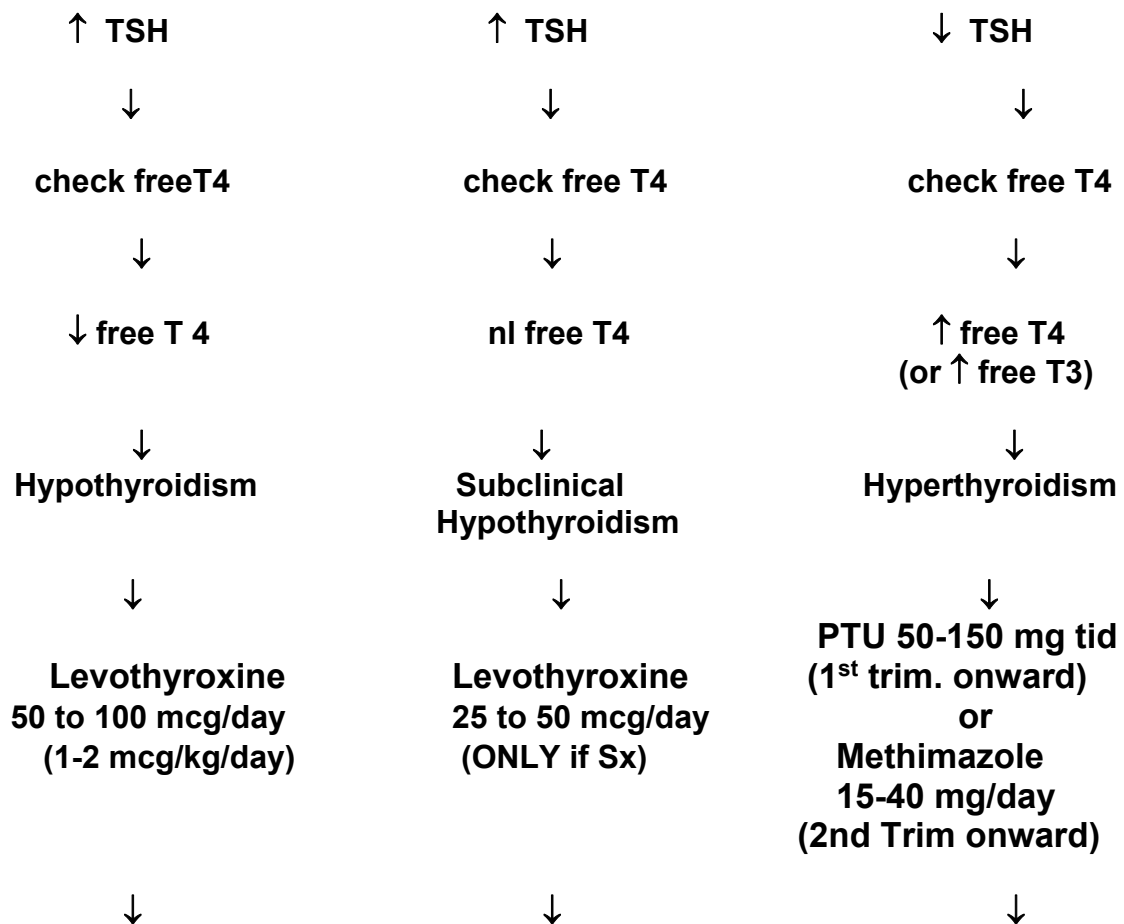 ↑ TSH
↓
check freeT4
↓
↓ free T 4
↓
Hypothyroidism
↓
Levothyroxine
50 to 100 mcg/day
(1-2 mcg/kg/day)
↓
↑ TSH
↓
check free T4
↓
nl free T4
↓
Subclinical
Hypothyroidism
↓
Levothyroxine
25 to 50 mcg/day
(ONLY if Sx)
↓
↓ TSH
↓
check free T4
↓
↑ free T4
(or ↑ free T3)
↓
Hyperthyroidism
↓
PTU 50-150 mg tid
(1st trim. onward)
or
Methimazole
15-40 mg/day
(2nd Trim onward)
↓